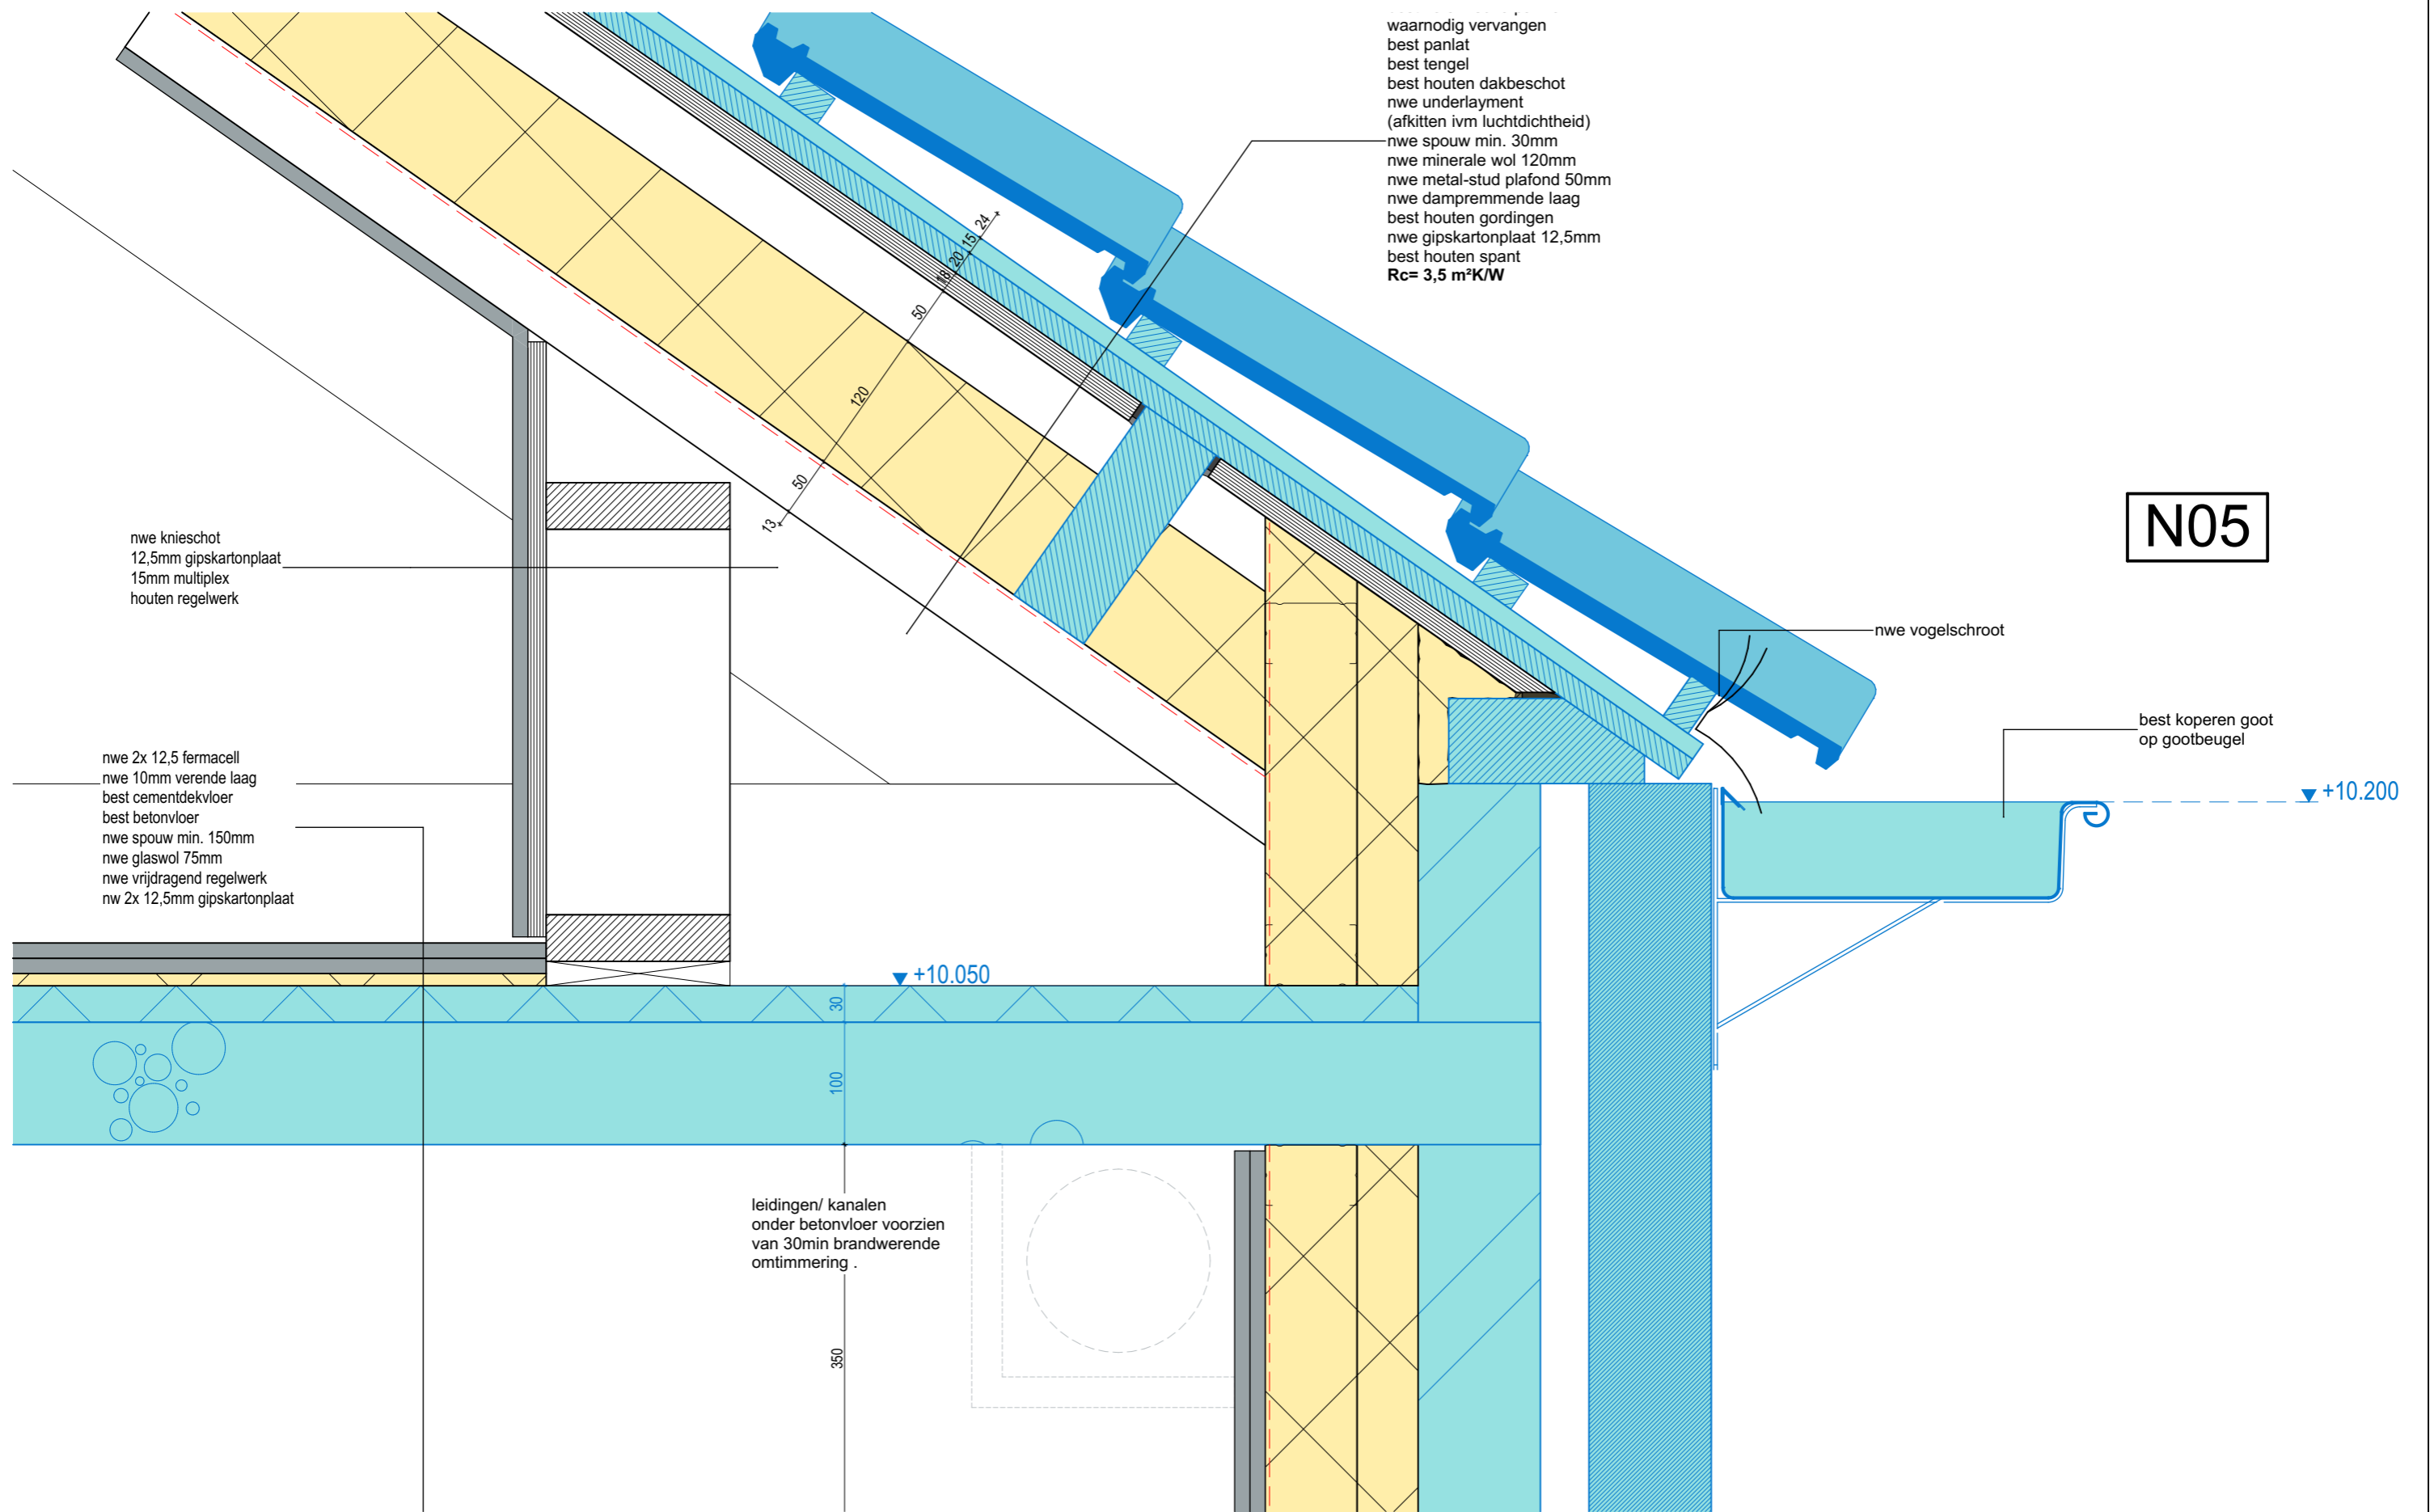 waarnodig vervangen
best panlat
best tengel
best houten dakbeschot
nwe underlayment
(afkitten ivm luchtdichtheid)
nwe spouw min. 30mm
nwe minerale wol 120mm
nwe metal-stud plafond 50mm
nwe dampremmende laag
best houten gordingen
nwe gipskartonplaat 12,5mm
best houten spant
Rc= 3,5 m²K/W
24
15
20
18
50
120
50
13
N05
nwe knieschot
12,5mm gipskartonplaat
15mm multiplex
houten regelwerk
nwe vogelschroot
best koperen goot
op gootbeugel
+10.200
nwe 2x 12,5 fermacell
nwe 10mm verende laag
best cementdekvloer
best betonvloer
nwe spouw min. 150mm
nwe glaswol 75mm
nwe vrijdragend regelwerk
nw 2x 12,5mm gipskartonplaat
+10.050
30
100
leidingen/ kanalen
onder betonvloer voorzien
van 30min brandwerende
omtimmering .
350